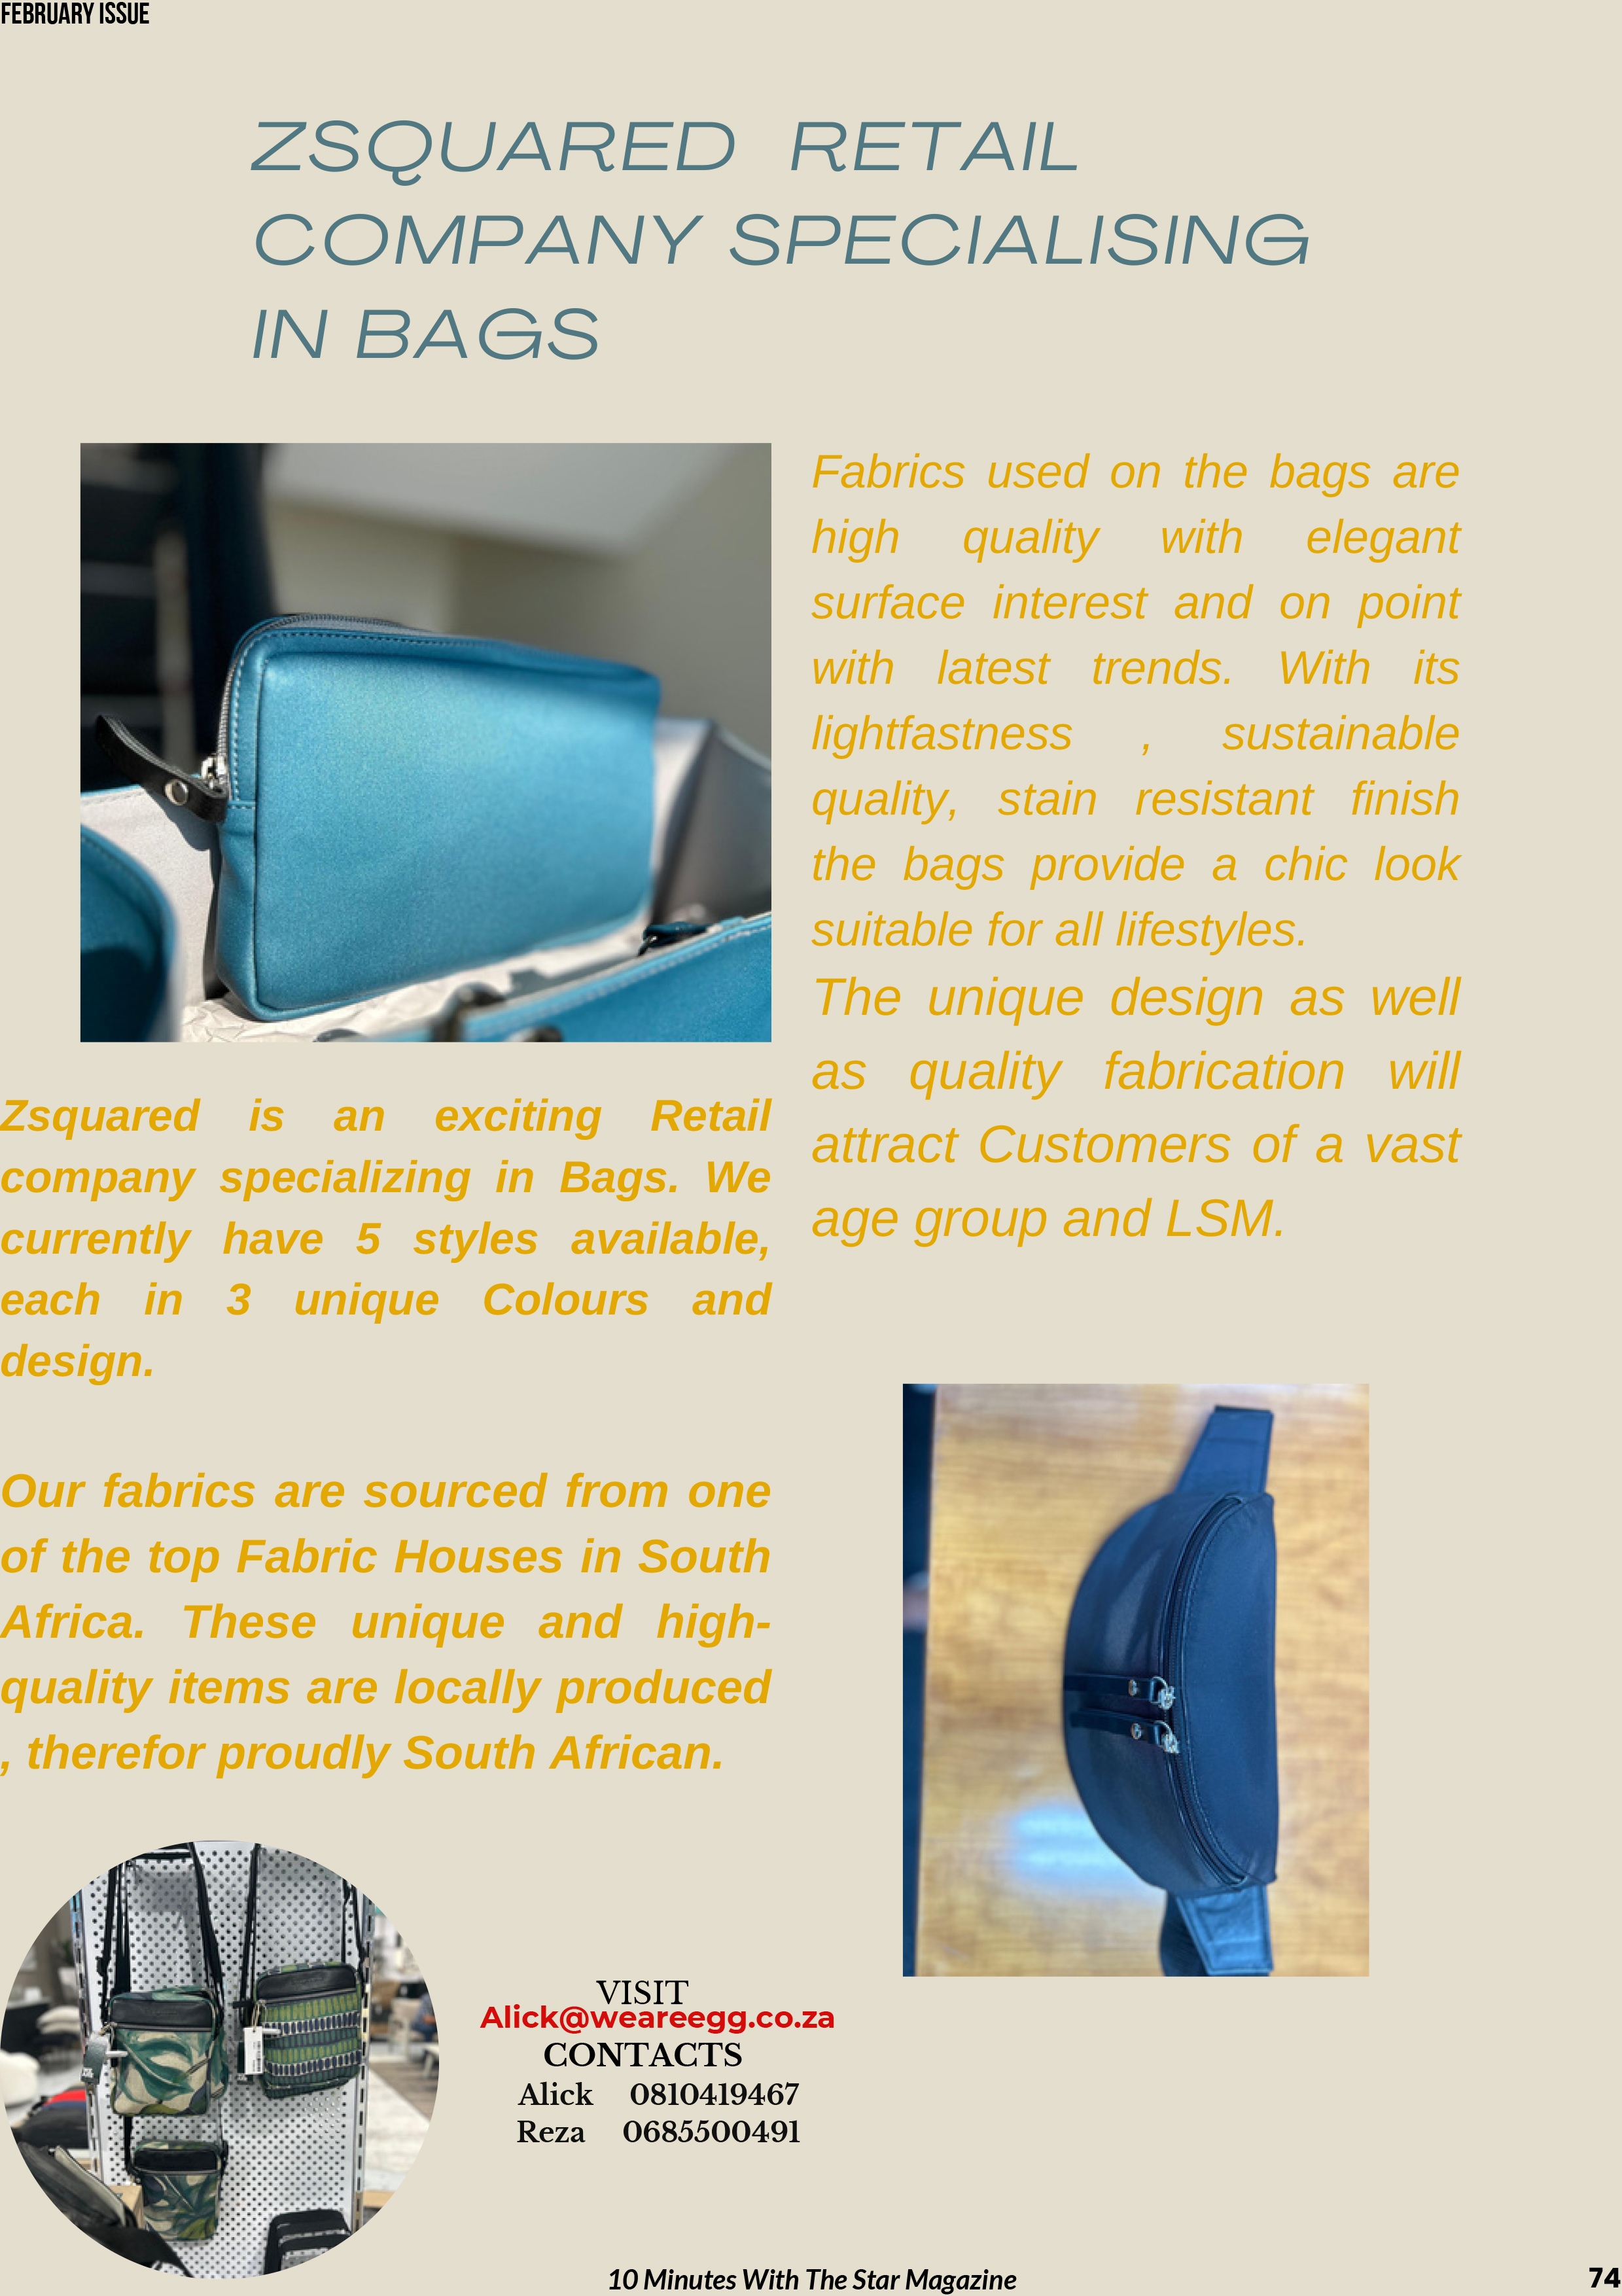 FEBRUARY ISSUE
ZSQUARED RETAIL
COMPANY SPECIALISING
IN BAGS
Zsquared is an exciting Retail
company specializing in Bags. We
currently have 5 styles available,
each in 3 unique Colours and
design.
Our fabrics are sourced from one
of the top Fabric Houses in South
Africa. These unique and high-
quality items are locally produced
, therefor proudly South African.
Fabrics used on the bags are
high quality with elegant
surface interest and on point
with latest trends. With its
lightfastness , sustainable
quality, stain resistant finish
the bags provide a chic look
suitable for all lifestyles.
The unique design as well
as quality fabrication will
attract Customers of a vast
age group and LSM.
VISIT
Alick@weareegg.co.za
CONTACTS
Alick 0810419467
Reza 0685500491
10 Minutes With The Star Magazine
74